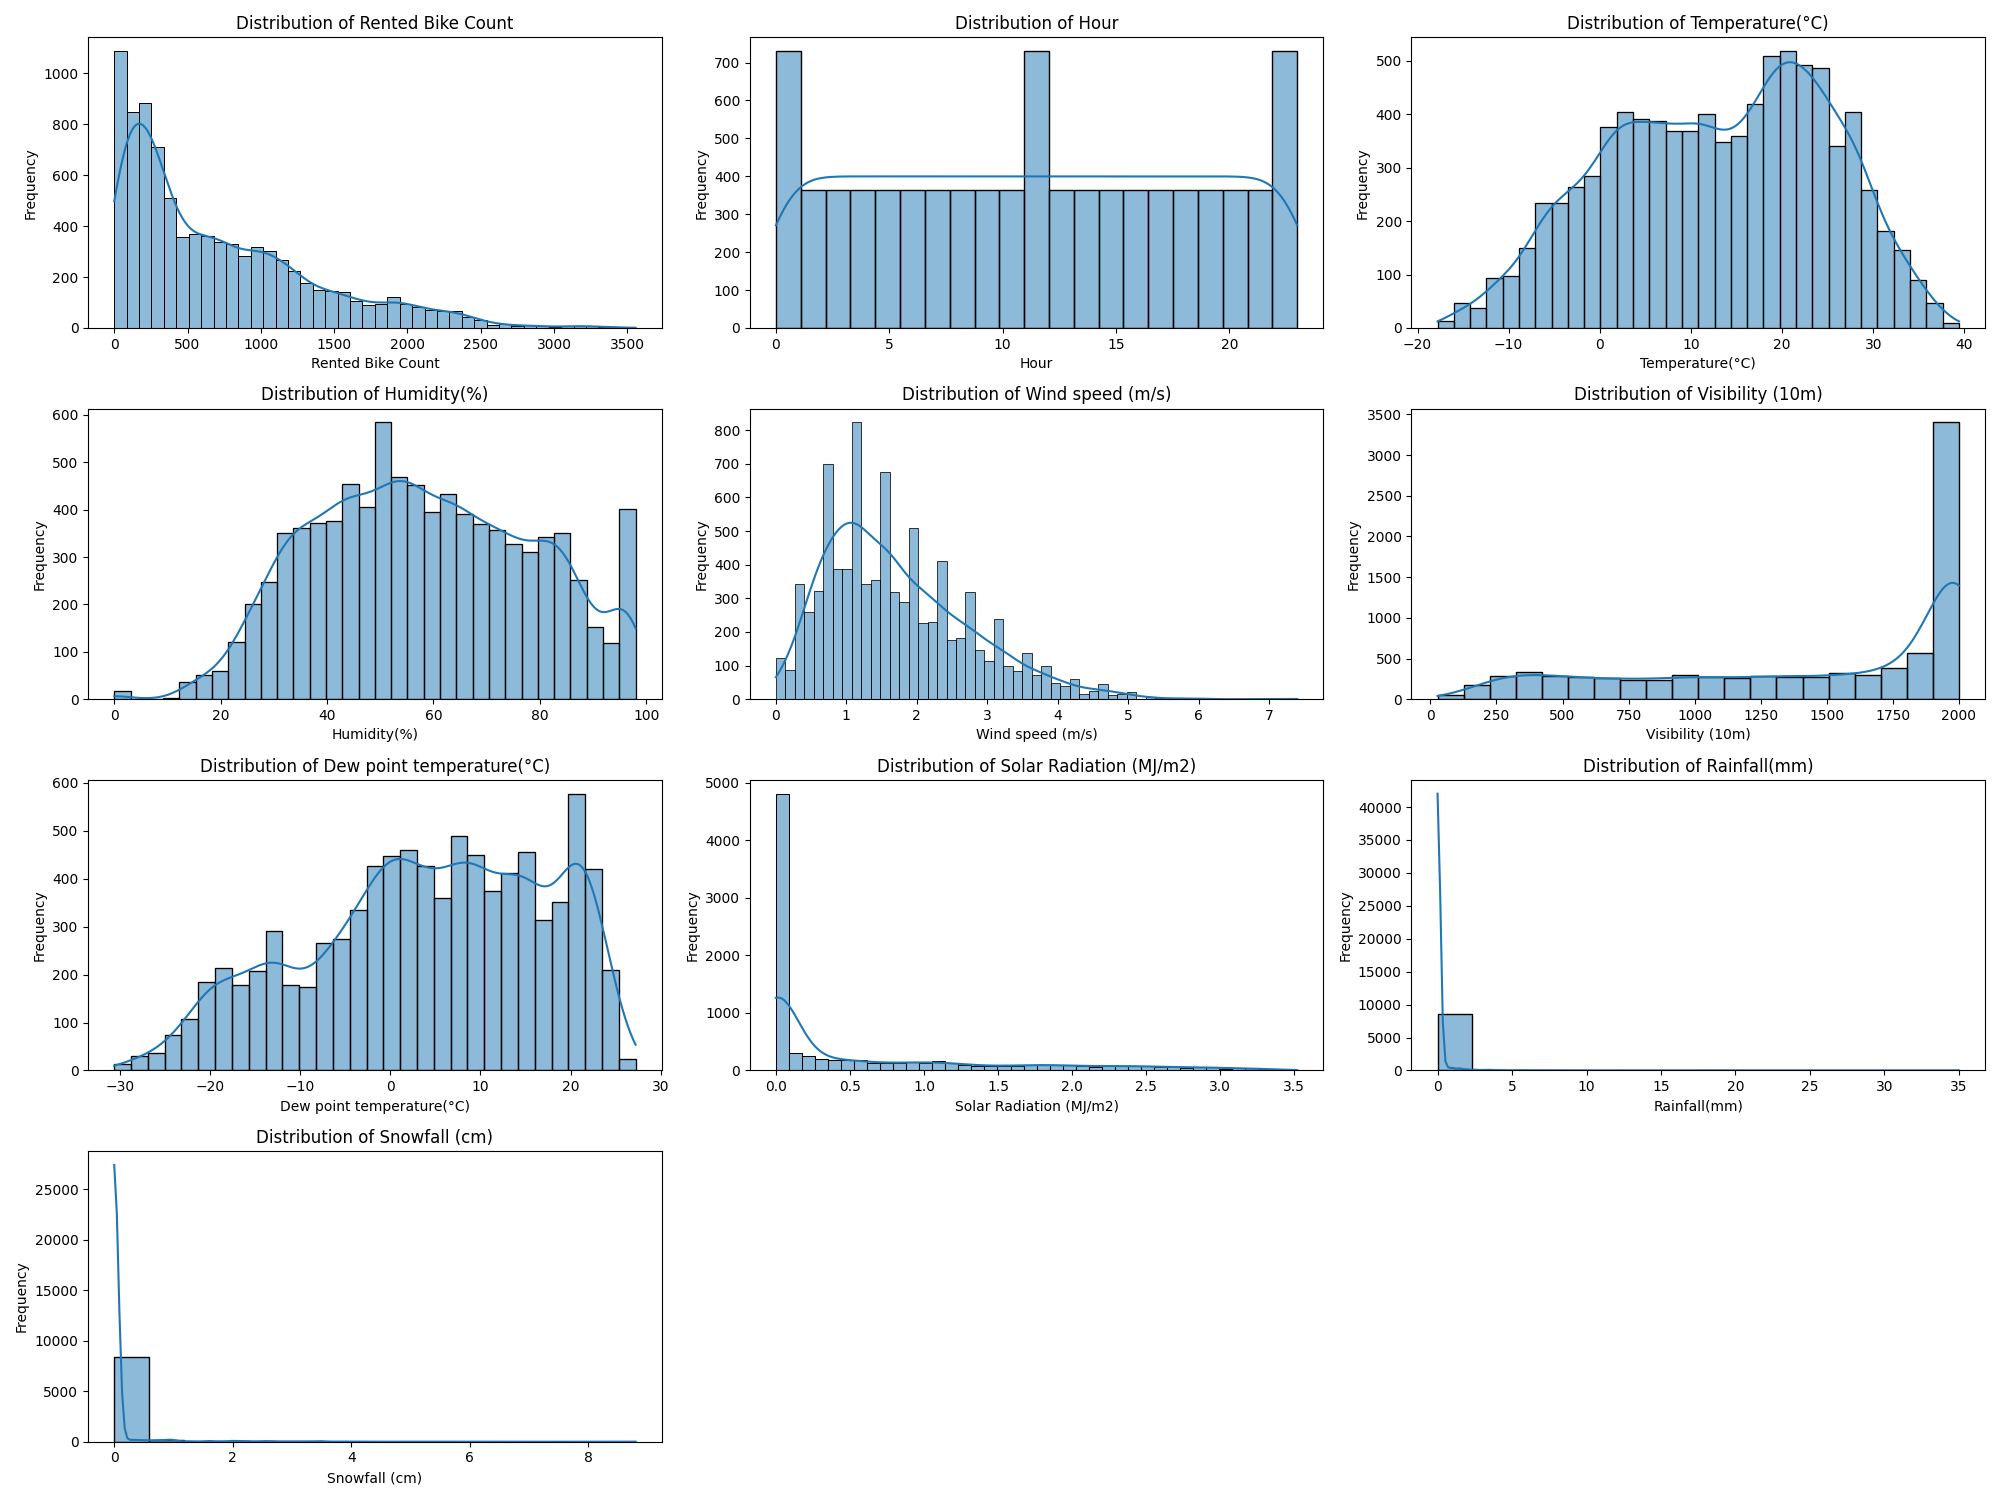 Distribution of Rented Bike Count
Frequency
1000
800
600
400
200
0
0 500 1000 1500 2000 2500 3000 3500
Rented Bike Count
Distribution of Hour
Frequency
700
600
500
400
300
200
100
0
0 5 10 15 20
Hour
Distribution of Temperature(°C)
Frequency
500
400
300
200
100
0
−20 −10 0 10 20 30 40
Temperature(°C)
Distribution of Humidity(%)
Frequency
600
500
400
300
200
100
0
0 20 40 60 80 100
Humidity(%)
Distribution of Wind speed (m/s)
Frequency
800
700
600
500
400
300
200
100
0
0 1 2 3 4 5 6 7
Wind speed (m/s)
Distribution of Visibility (10m)
Frequency
3500
3000
2500
2000
1500
1000
500
0
0 250 500 750 1000 1250 1500 1750 2000
Visibility (10m)
Distribution of Dew point temperature(°C)
Frequency
600
500
400
300
200
100
0
−30 −20 −10 0 10 20 30
Dew point temperature(°C)
Distribution of Solar Radiation (MJ/m2)
Frequency
5000
4000
3000
2000
1000
0
0.0 0.5 1.0 1.5 2.0 2.5 3.0 3.5
Solar Radiation (MJ/m2)
Distribution of Rainfall(mm)
Frequency
40000
35000
30000
25000
20000
15000
10000
5000
0
0 5 10 15 20 25 30 35
Rainfall(mm)
Distribution of Snowfall (cm)
Frequency
25000
20000
15000
10000
5000
0
0 2 4 6 8
Snowfall (cm)